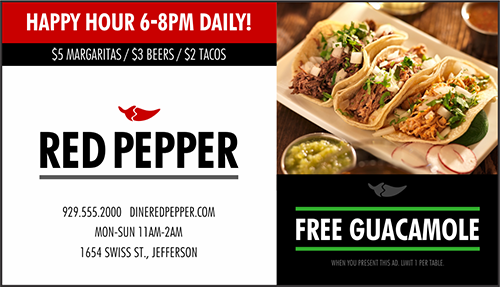 HAPPY HOUR 6-8PM DAILY!
$5 MARGARITAS / $3 BEERS / $2 TACOS
RED PEPPER
929.555.2000 DINEREDPEPPER.COM
MON-SUN 11AM-2AM
1654 SWISS ST., JEFFERSON
FREE GUACAMOLE
WHEN YOU PRESENT THIS AD. LIMIT 1 PER TABLE.